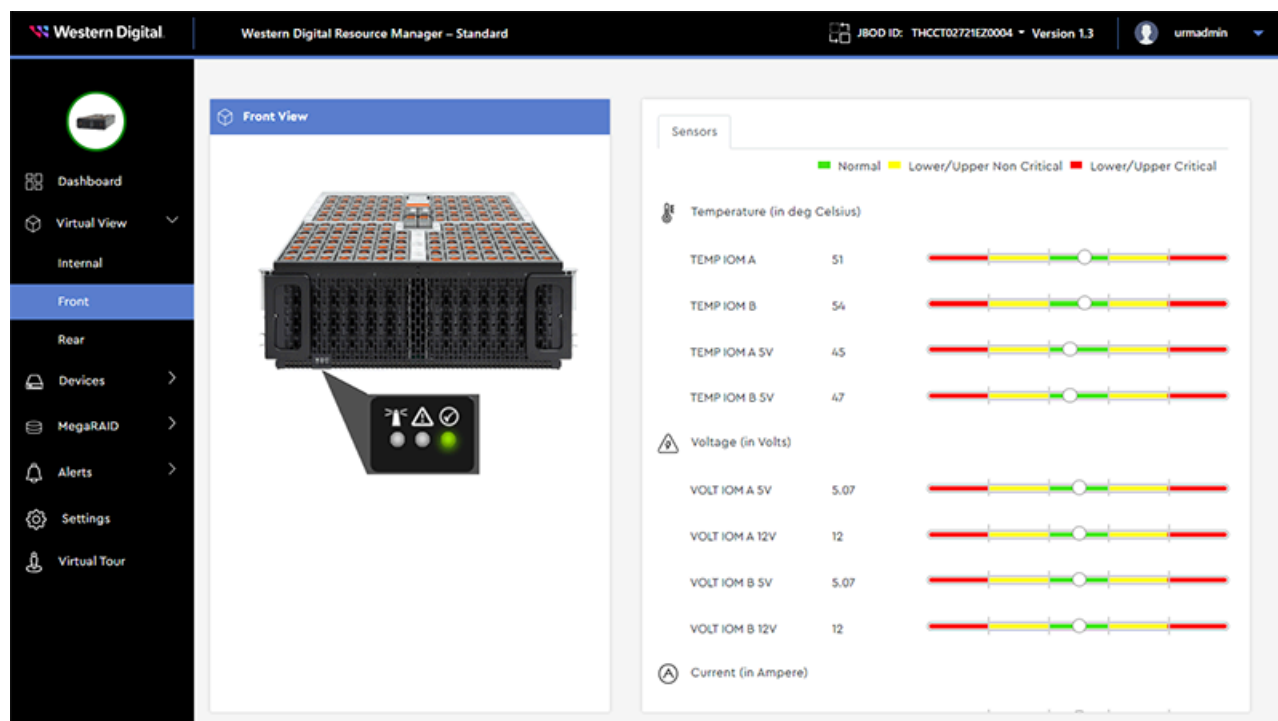 Western Digital.
Western Digital Resource Manager – Standard
JBOD ID: THCCT02721EZ0004 Version 1.3
urmadmin
Dashboard
Virtual View
Internal
Front
Rear
Devices
MegaRAID
Alerts
Settings
Virtual Tour
Front View
Sensors
Normal Lower/Upper Non Critical Lower/Upper Critical
Temperature (in deg Celsius)
TEMP IOM A 51
TEMP IOM B 54
TEMP IOM A 5V 45
TEMP IOM B 5V 47
Voltage (in Volts)
VOLT IOM A 5V 5.07
VOLT IOM A 12V 12
VOLT IOM B 5V 5.07
VOLT IOM B 12V 12
Current (in Ampere)